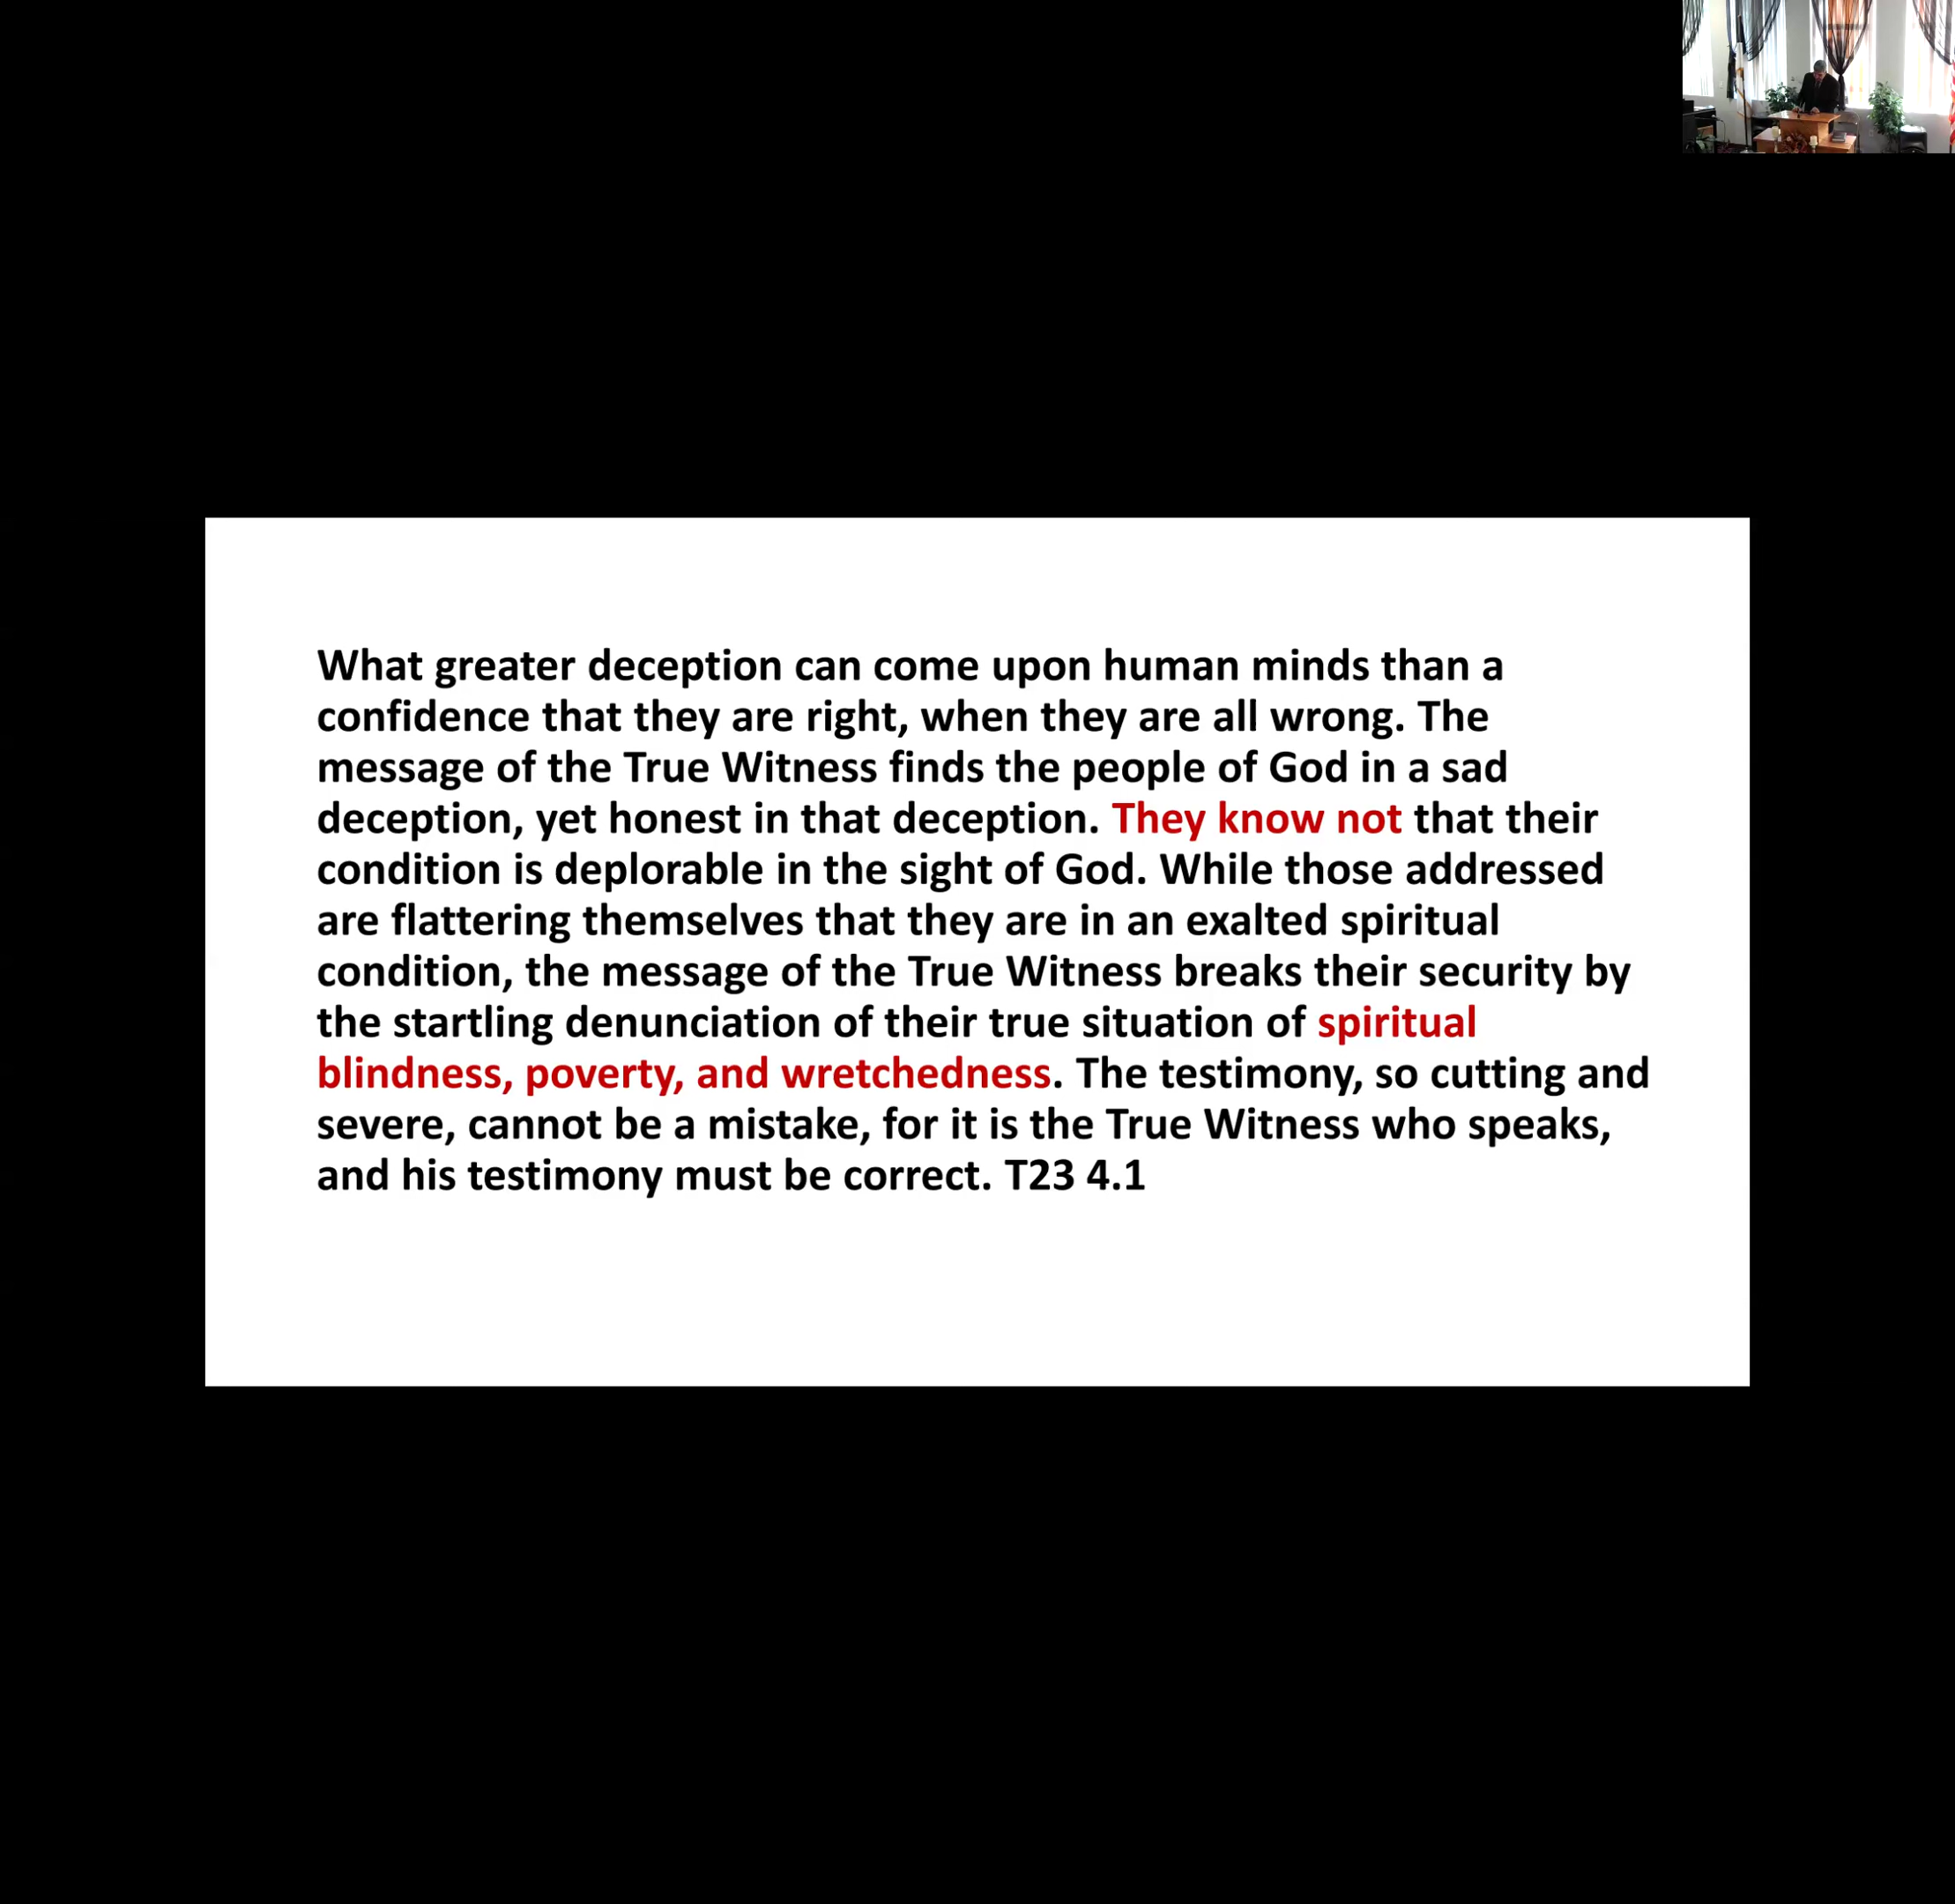 What greater deception can come upon human minds than a
confidence that they are right, when they are all wrong. The
message of the True Witness finds the people of God in a sad
deception, yet honest in that deception. They know not that their
condition is deplorable in the sight of God. While those addressed
are flattering themselves that they are in an exalted spiritual
condition, the message of the True Witness breaks their security by
the startling denunciation of their true situation of spiritual
blindness, poverty, and wretchedness. The testimony, so cutting and
severe, cannot be a mistake, for it is the True Witness who speaks,
and his testimony must be correct. T23 4.1